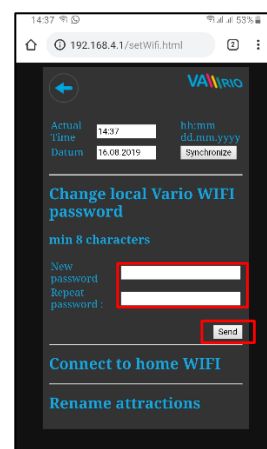 14:37 53%
192.168.4.1/setWifi.html 2
VARIO
Actual Time 14:37 hh:mm
Datum 16.08.2019 dd.mm.yyyy
Synchronize
Change local Vario WIFI
password
min 8 characters
New
password
Repeat
password :
Send
Connect to home WIFI
Rename attractions